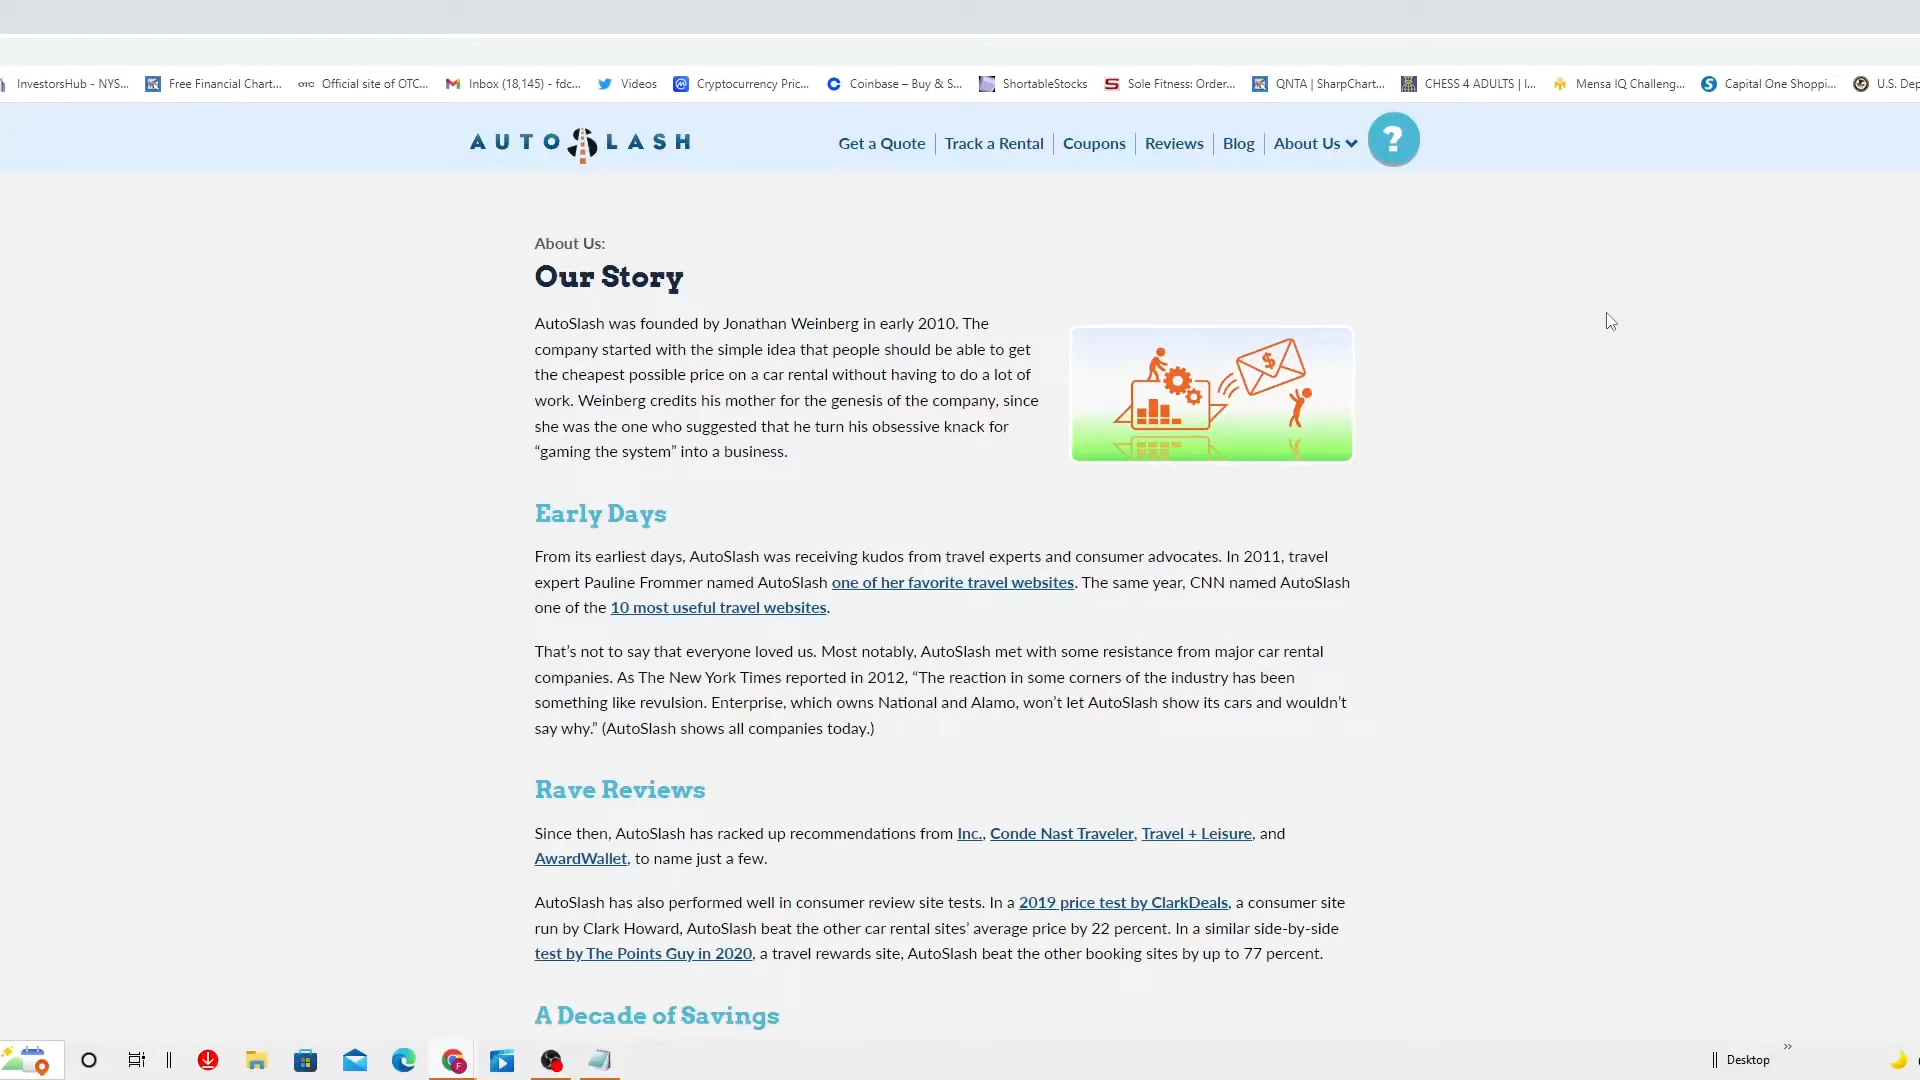 InvestorsHub - NYS... Free Financial Chart... OTC Official site of OTC... Inbox (18,145) - fdc... Videos Cryptocurrency Pric... Coinbase – Buy & S... ShortableStocks Sole Fitness: Order... QNTA | SharpChart... CHESS 4 ADULTS | I... Mensa IQ Challeng... Capital One Shoppi... U.S. Dep
AUTOSLASH Get a Quote Track a Rental Coupons Reviews Blog About Us ?
About Us:
Our Story
AutoSlash was founded by Jonathan Weinberg in early 2010. The
company started with the simple idea that people should be able to get
the cheapest possible price on a car rental without having to do a lot of
work. Weinberg credits his mother for the genesis of the company, since
she was the one who suggested that he turn his obsessive knack for
“gaming the system” into a business.
$
Early Days
From its earliest days, AutoSlash was receiving kudos from travel experts and consumer advocates. In 2011, travel
expert Pauline Frommer named AutoSlash one of her favorite travel websites. The same year, CNN named AutoSlash
one of the 10 most useful travel websites.
That’s not to say that everyone loved us. Most notably, AutoSlash met with some resistance from major car rental
companies. As The New York Times reported in 2012, “The reaction in some corners of the industry has been
something like revulsion. Enterprise, which owns National and Alamo, won’t let AutoSlash show its cars and wouldn’t
say why.” (AutoSlash shows all companies today.)
Rave Reviews
Since then, AutoSlash has racked up recommendations from Inc., Conde Nast Traveler, Travel + Leisure, and
AwardWallet, to name just a few.
AutoSlash has also performed well in consumer review site tests. In a 2019 price test by ClarkDeals, a consumer site
run by Clark Howard, AutoSlash beat the other car rental sites’ average price by 22 percent. In a similar side-by-side
test by The Points Guy in 2020, a travel rewards site, AutoSlash beat the other booking sites by up to 77 percent.
A Decade of Savings
F Desktop »